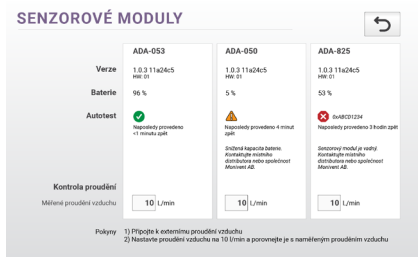 SENZOROVÉ MODULY
ADA-053 ADA-050 ADA-825
Verze 1.0.3 11a24c5 1.0.3 11a24c5 1.0.3 11a24c5
HW: 01 HW: 01 HW: 01
Baterie 96 % 5 % 53 %
Autotest 0xABCD1234
Naposledy provedeno Naposledy provedeno 4 minut Naposledy provedeno 3 hodin zpět
<1 minutu zpět zpět
Snížená kapacita baterie. Senzorový modul je vadný.
Kontaktujte místního Kontaktujte místního
distributora nebo společnost distributora nebo společnost
Monivent AB. Monivent AB.
Kontrola proudění
Měřené proudění vzduchu 10 L/min 10 L/min 10 L/min
Pokyny 1) Připojte k externímu proudění vzduchu
2) Nastavte proudění vzduchu na 10 l/min a porovnejte je s naměřeným prouděním vzduchu